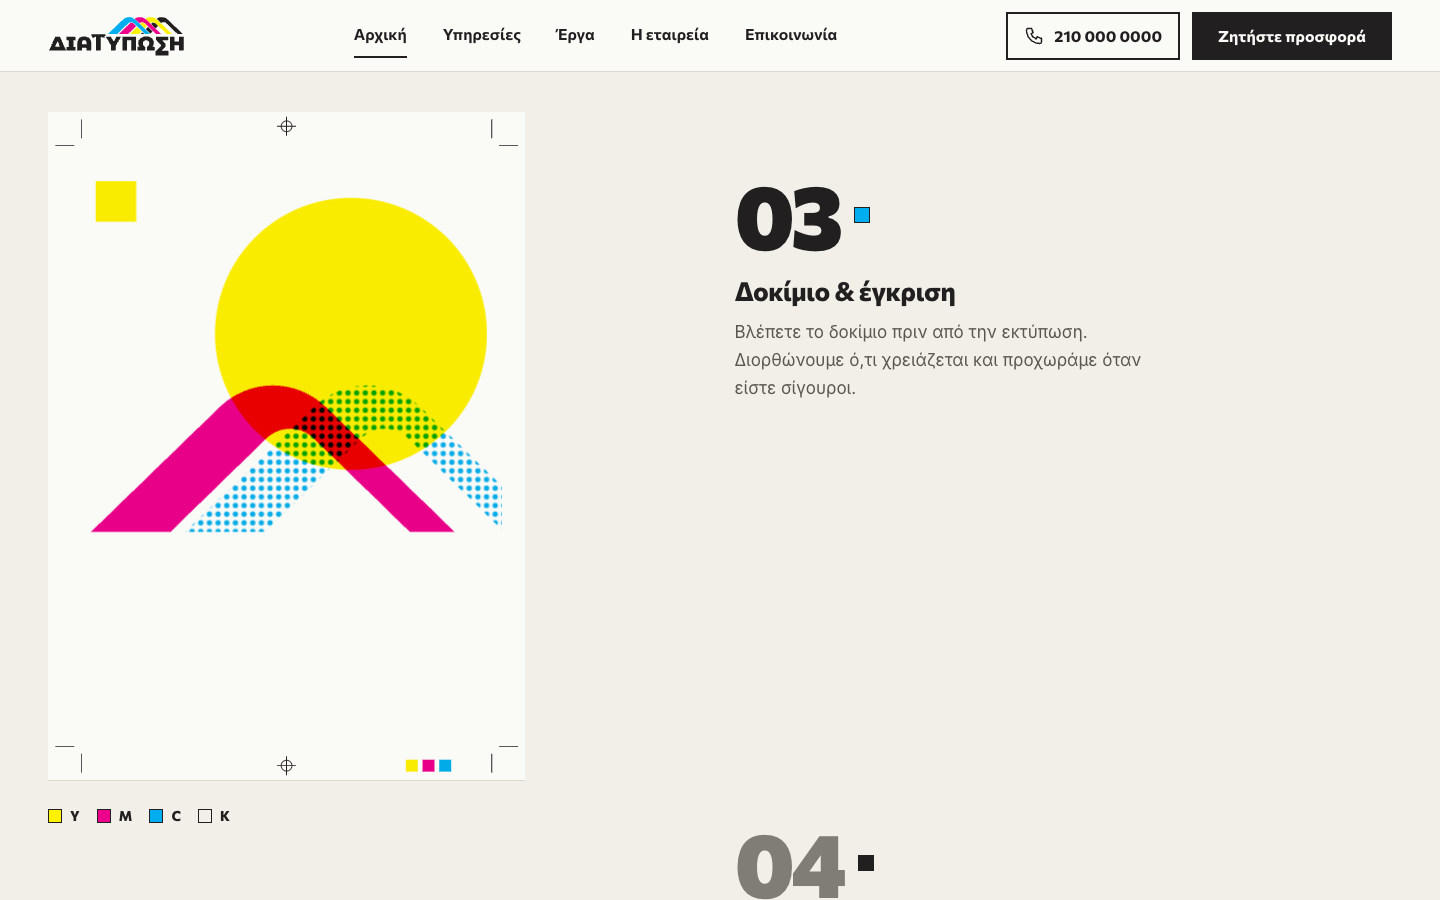 ΔΙΑΤΥΠΩΣΗ
Αρχική
Υπηρεσίες
Έργα
Η εταιρεία
Επικοινωνία
210 000 0000
Ζητήστε προσφορά
03
Δοκίμιο & έγκριση
Βλέπετε το δοκίμιο πριν από την εκτύπωση.
Διορθώνουμε ό,τι χρειάζεται και προχωράμε όταν
είστε σίγουροι.
Y M C K
04